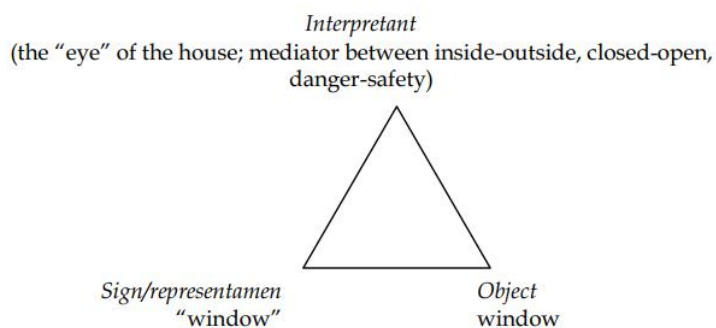 Interpretant
(the “eye” of the house; mediator between inside-outside, closed-open,
danger-safety)
Sign/representamen
“window”
Object
window